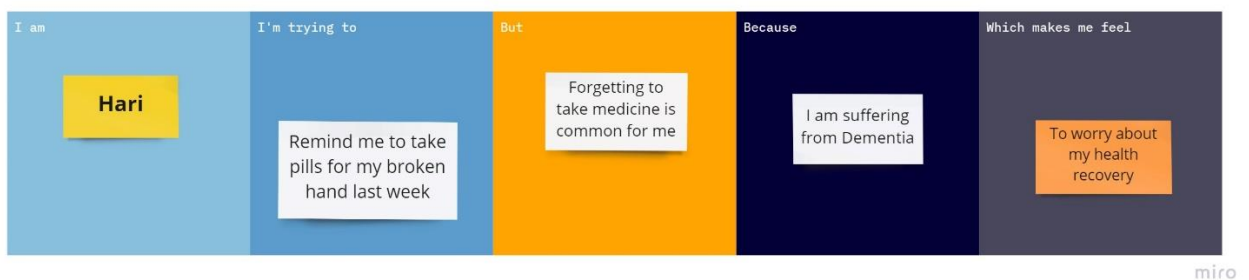 I am
Hari
I'm trying to
Remind me to take
pills for my broken
hand last week
But
Forgetting to
take medicine is
common for me
Because
I am suffering
from Dementia
Which makes me feel
To worry about
my health
recovery
miro